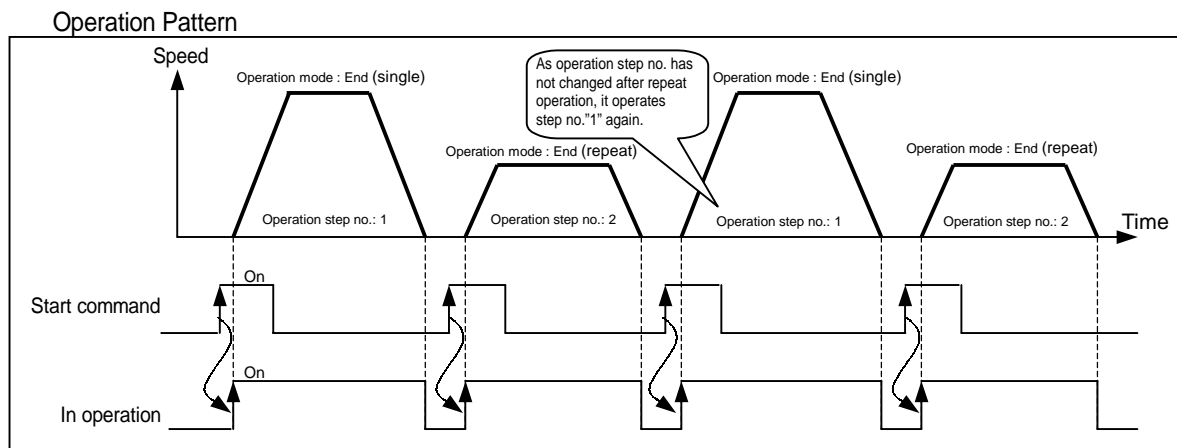 Operation Pattern
Speed
Operation mode : End (single)
As operation step no. has
not changed after repeat
operation, it operates
step no."1" again.
Operation mode : End (single)
Operation mode : End (repeat)
Operation mode : End (repeat)
Operation step no.: 1
Operation step no.: 2
Operation step no.: 1
Operation step no.: 2
Time
On
Start command
On
In operation